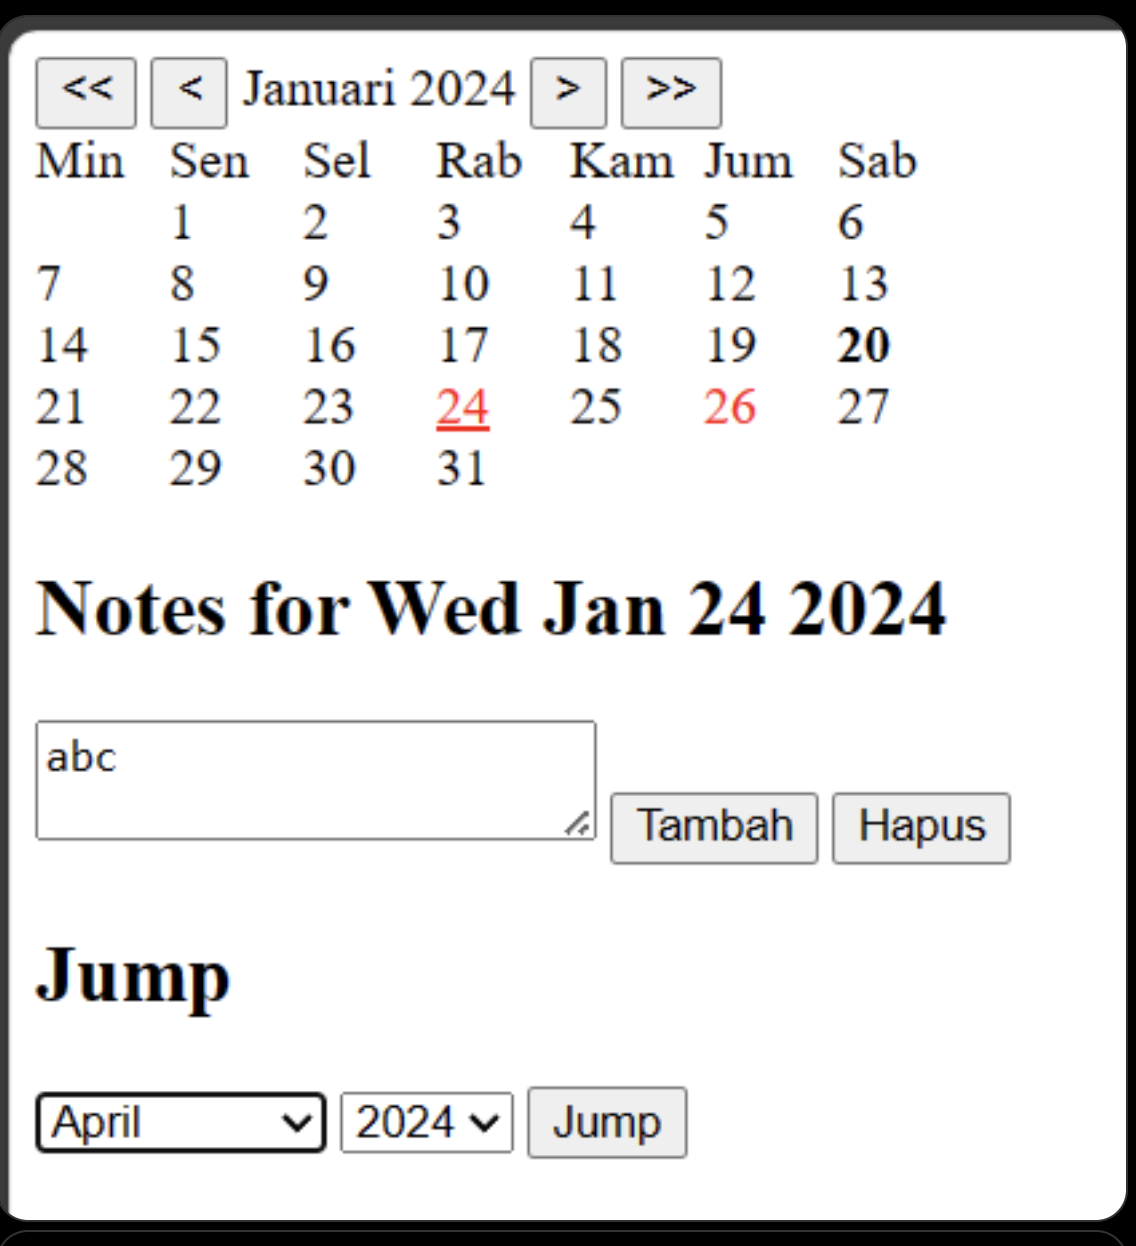 << < Januari 2024 > >>
Min Sen Sel Rab Kam Jum Sab
1 2 3 4 5 6
7 8 9 10 11 12 13
14 15 16 17 18 19 20
21 22 23 24 25 26 27
28 29 30 31
Notes for Wed Jan 24 2024
abc
Tambah Hapus
Jump
April 2024 Jump